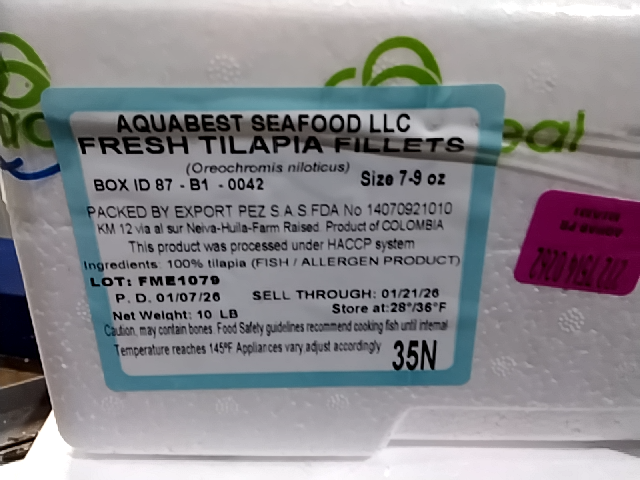 AQUABEST SEAFOOD LLC
FRESH TILAPIA FILLETS
(Oreochromis niloticus)
BOX ID 87 - B1 - 0042
Size 7-9 oz
PACKED BY EXPORT PEZ S.A.S.FDA No 14070921010
KM 12 via al sur Neiva-Huila-Farm Raised. Product of COLOMBIA
This product was processed under HACCP system
Ingredients: 100% tilapia (FISH / ALLERGEN PRODUCT)
LOT: FME1079
P. D. 01/07/26
SELL THROUGH: 01/21/26
Net Weight: 10 LB
Store at:28°/36°F
Caution, may contain bones. Food Safety guidelines recommend cooking fish until internal
Temperature reaches 145ºF Appliances vary, adjust accordingly
35N
eal